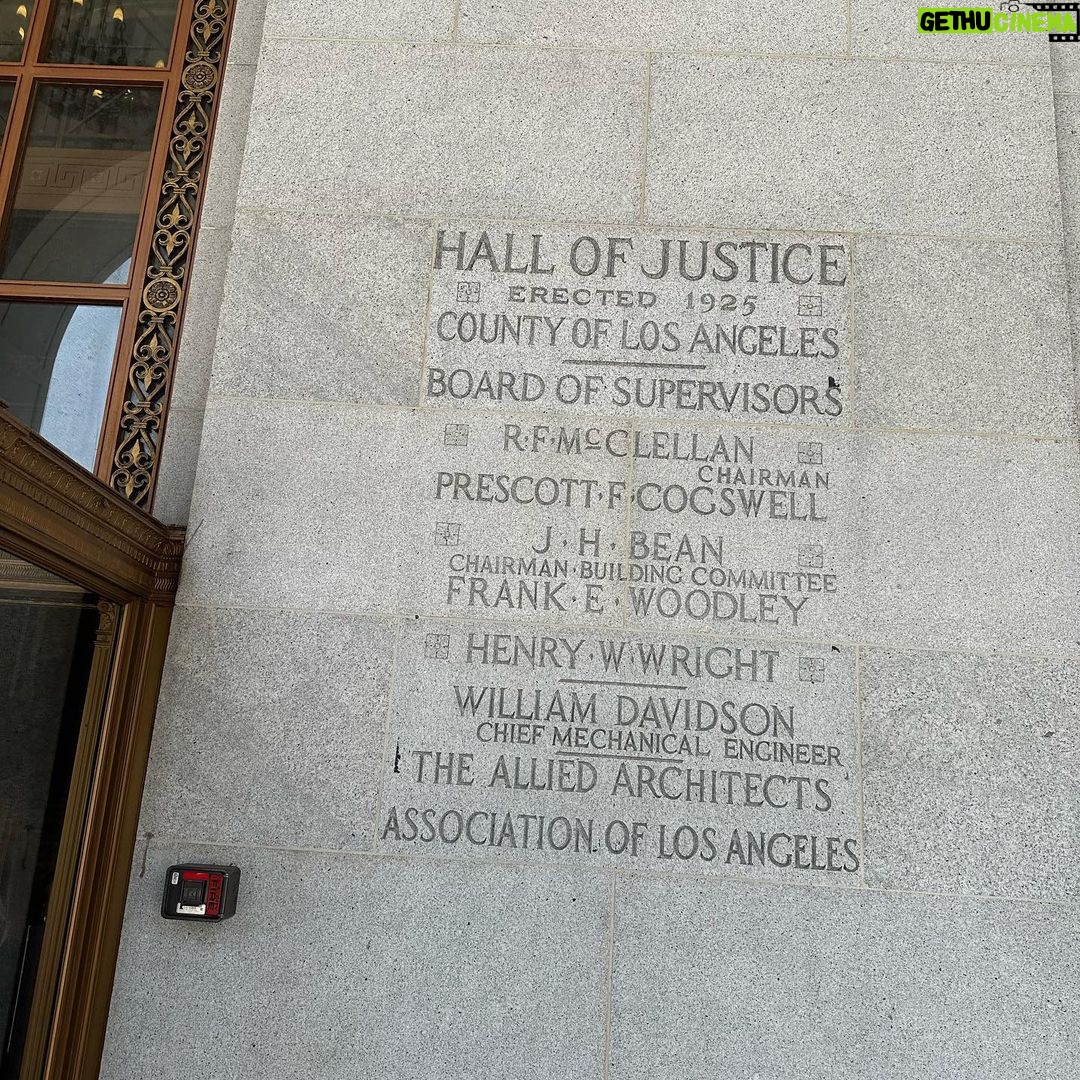 GETHUCINEMA
HALL OF JUSTICE
ERECTED 1925
COUNTY OF LOS ANGELES
BOARD OF SUPERVISORS
R·F·McCLELLAN
CHAIRMAN
PRESCOTT·F·COGSWELL
J·H·BEAN
CHAIRMAN·BUILDING COMMITTEE
FRANK·E·WOODLEY
HENRY·W·WRIGHT
WILLIAM DAVIDSON
CHIEF MECHANICAL ENGINEER
THE ALLIED ARCHITECTS
ASSOCIATION OF LOS ANGELES
FIRE